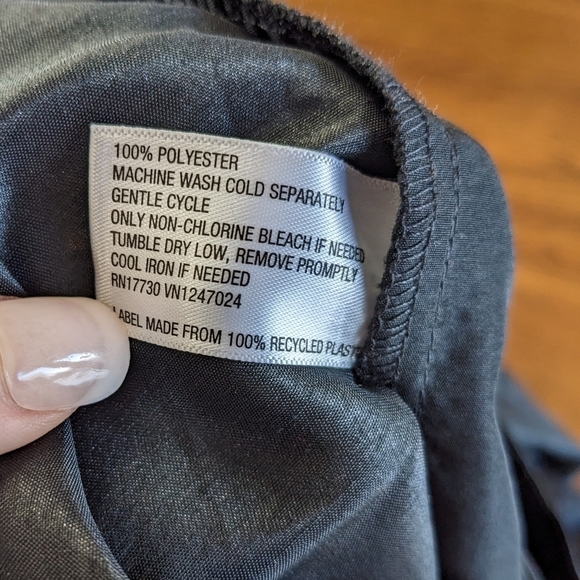 100% POLYESTER
MACHINE WASH COLD SEPARATELY
GENTLE CYCLE
ONLY NON-CHLORINE BLEACH IF NEEDED
TUMBLE DRY LOW, REMOVE PROMPTLY
COOL IRON IF NEEDED
RN17730 VN1247024
LABEL MADE FROM 100% RECYCLED PLASTIC